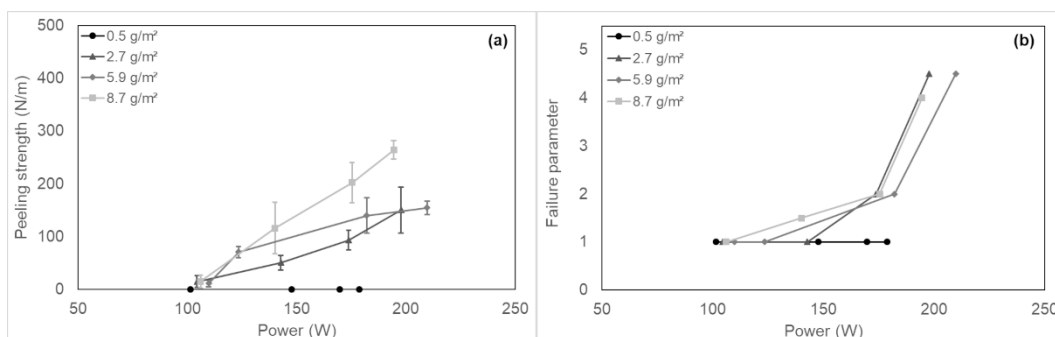 500
400
300
200
100
0
Peeling strength (N/m)
0.5 g/m²
2.7 g/m²
5.9 g/m²
8.7 g/m²
(a)
50 100 150 200 250
Power (W)
5
4
3
2
1
0
Failure parameter
0.5 g/m²
2.7 g/m²
5.9 g/m²
8.7 g/m²
(b)
50 100 150 200 250
Power (W)